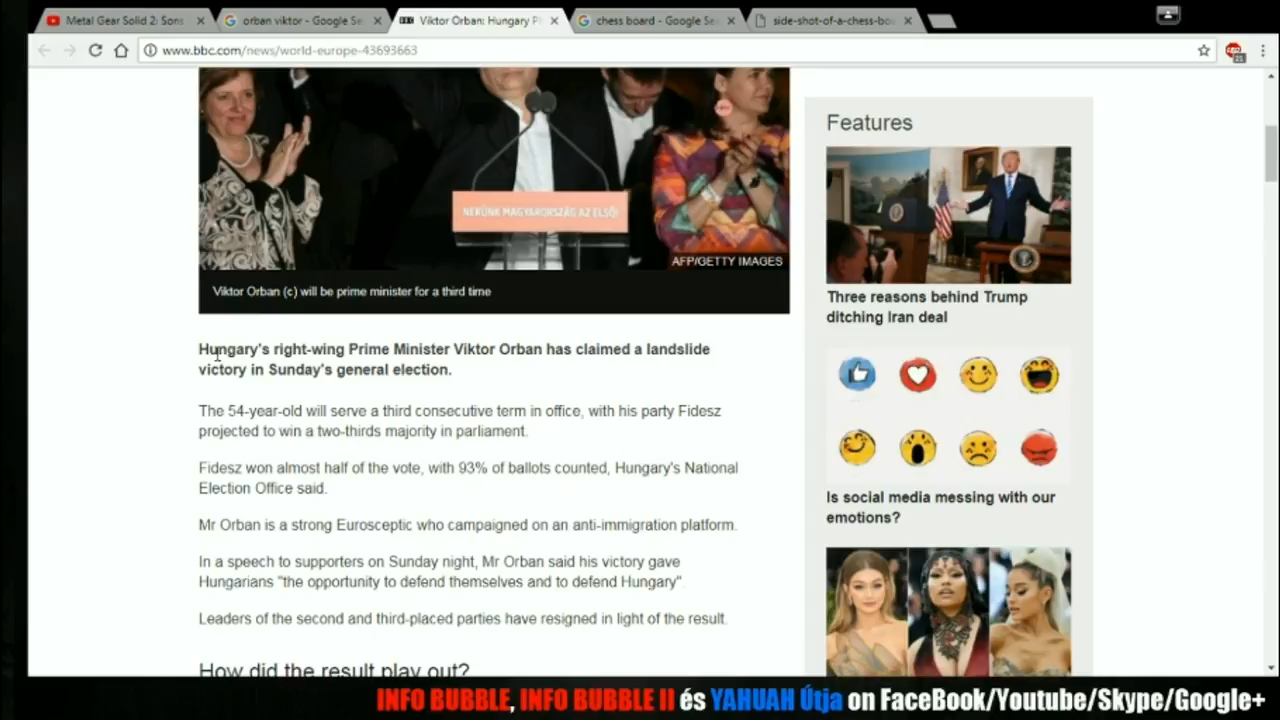 Metal Gear Solid 2: Sons
orban viktor - Google Se
Viktor Orban: Hungary P
chess board - Google Se
side-shot-of-a-chess-bo
www.bbc.com/news/world-europe-43693663
21
NEKÜNK MAGYARORSZÁG AZ ELSŐ!
AFP/GETTY IMAGES
Viktor Orban (c) will be prime minister for a third time
Hungary's right-wing Prime Minister Viktor Orban has claimed a landslide
victory in Sunday's general election.
The 54-year-old will serve a third consecutive term in office, with his party Fidesz
projected to win a two-thirds majority in parliament.
Fidesz won almost half of the vote, with 93% of ballots counted, Hungary's National
Election Office said.
Mr Orban is a strong Eurosceptic who campaigned on an anti-immigration platform.
In a speech to supporters on Sunday night, Mr Orban said his victory gave
Hungarians "the opportunity to defend themselves and to defend Hungary".
Leaders of the second and third-placed parties have resigned in light of the result.
How did the result play out?
Features
Three reasons behind Trump
ditching Iran deal
Is social media messing with our
emotions?
INFO BUBBLE, INFO BUBBLE II és YAHUAH Útja on FaceBook/Youtube/Skype/Google+